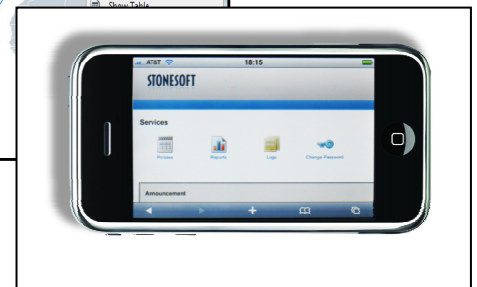 Show Table
AT&T 18:15
STONESOFT
Services
Policies Reports Logs Change Password
Announcement